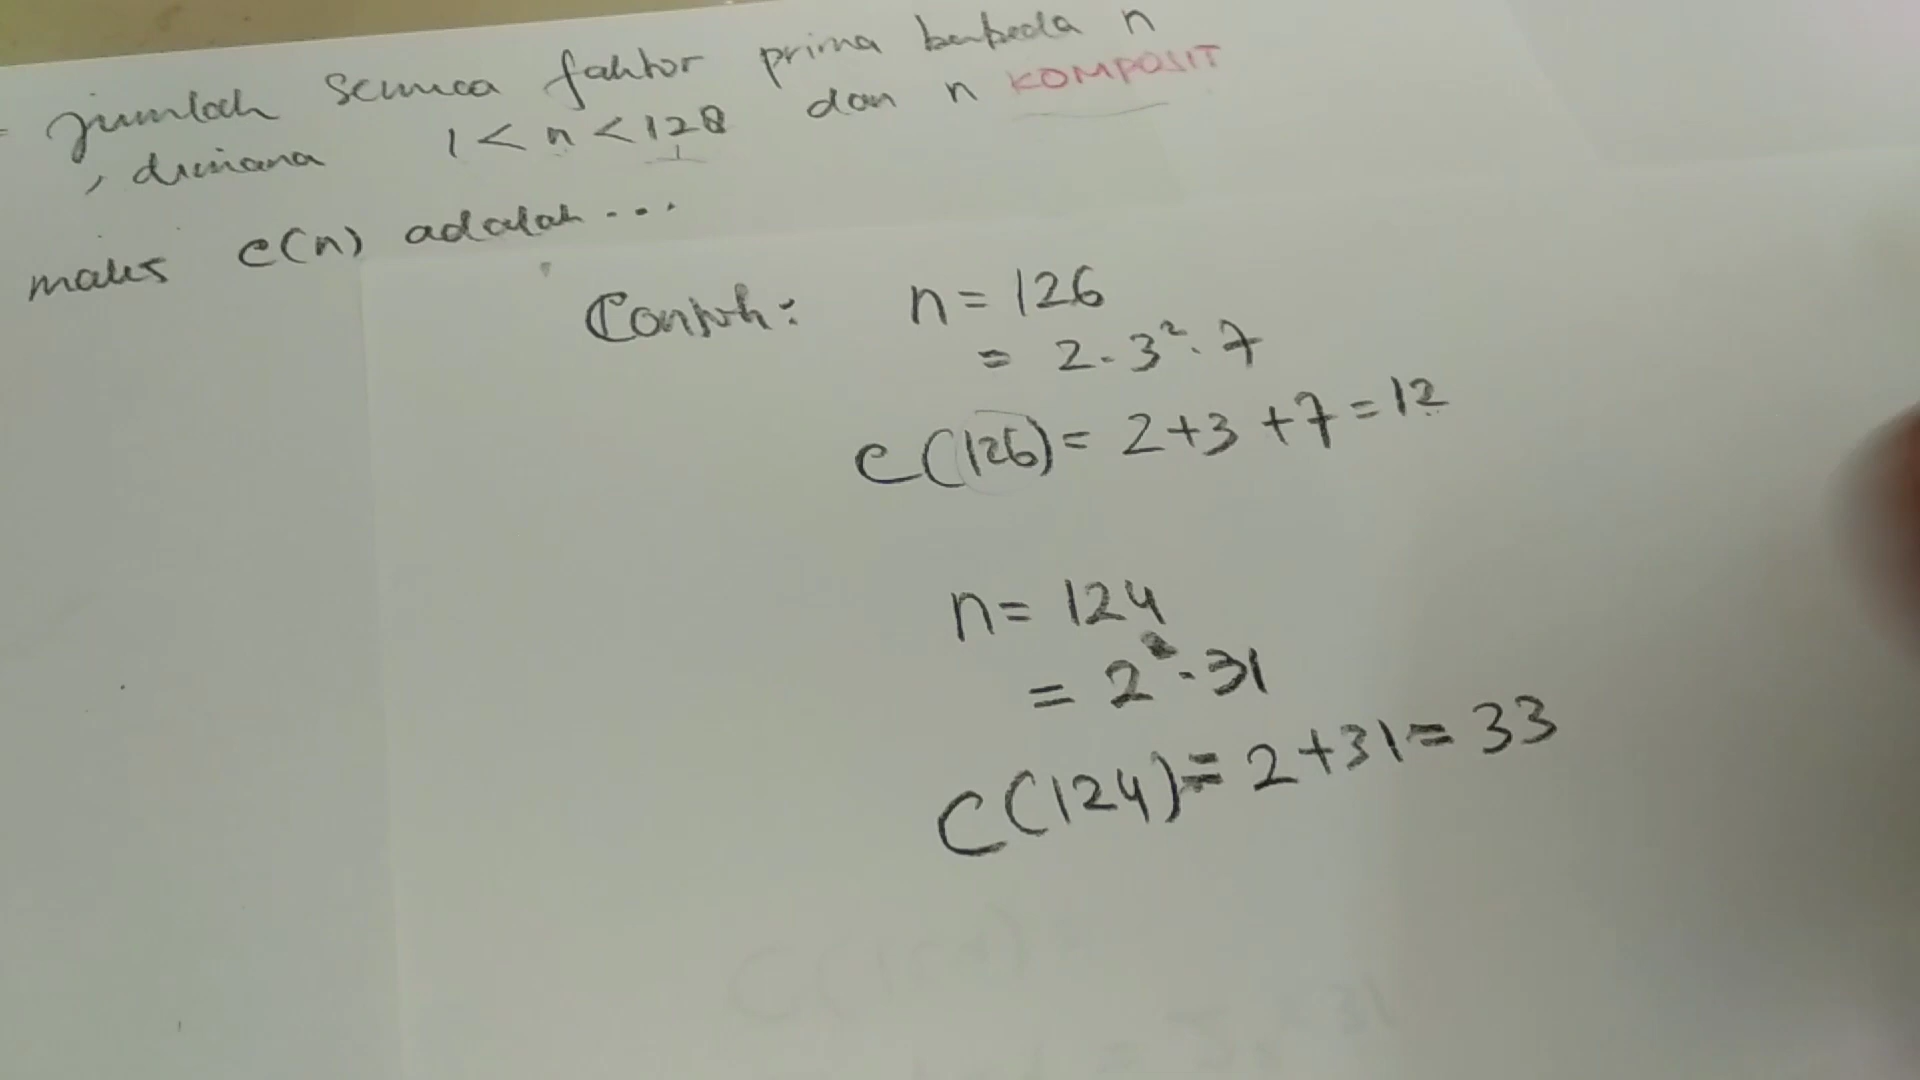 = jumlah semua faktor prima berbeda n
, dimana 1 < n < 128 dan n KOMPOSIT
maks c(n) adalah ...
Contoh: n = 126
= 2 . 3² . 7
c(126) = 2 + 3 + 7 = 12
n = 124
= 2² . 31
C(124) = 2 + 31 = 33